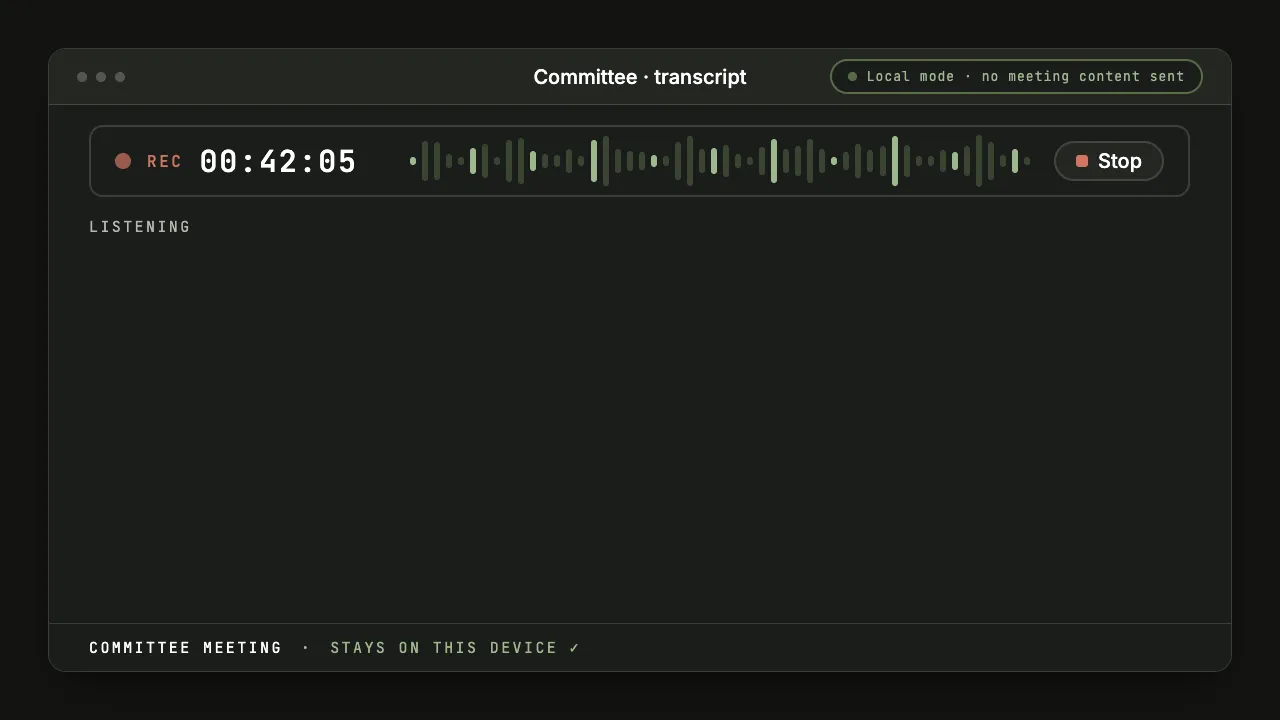 Committee · transcript
Local mode · no meeting content sent
REC 00:42:05
Stop
LISTENING
COMMITTEE MEETING · STAYS ON THIS DEVICE ✓